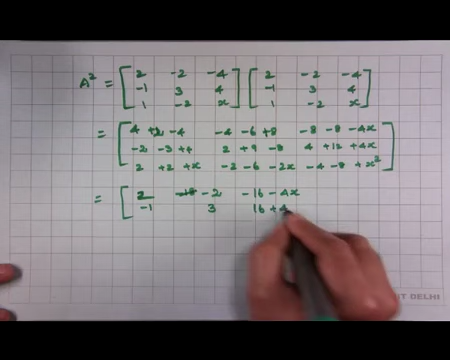 A² = [ 2 -2 -4 ] [ 2 -2 -4 ]
[ -1 3 4 ] [ -1 3 4 ]
[ 1 -2 x ] [ 1 -2 x ]
= [ 4 +2 -4 -4 -6 +8 -8 -8 -4x ]
[ -2 -3 +4 2 +9 -8 4 +12 +4x ]
[ 2 +2 +x -2 -6 -2x -4 -8 +x² ]
= [ 2 -2 -16 -4x
-1 3 16 +4
DELHI